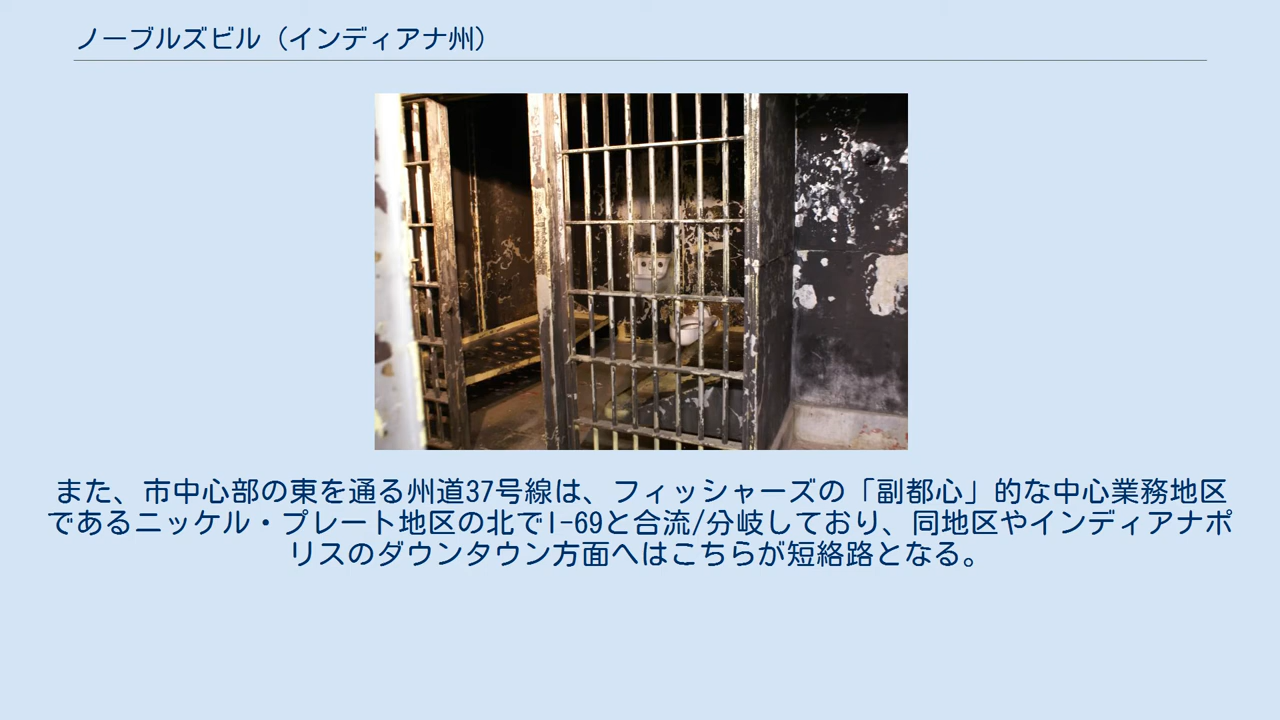 ノーブルズビル（インディアナ州）
また、市中心部の東を通る州道37号線は、フィッシャーズの「副都心」的な中心業務地区
であるニッケル・プレート地区の北でI-69と合流/分岐しており、同地区やインディアナポ
リスのダウンタウン方面へはこちらが短絡路となる。